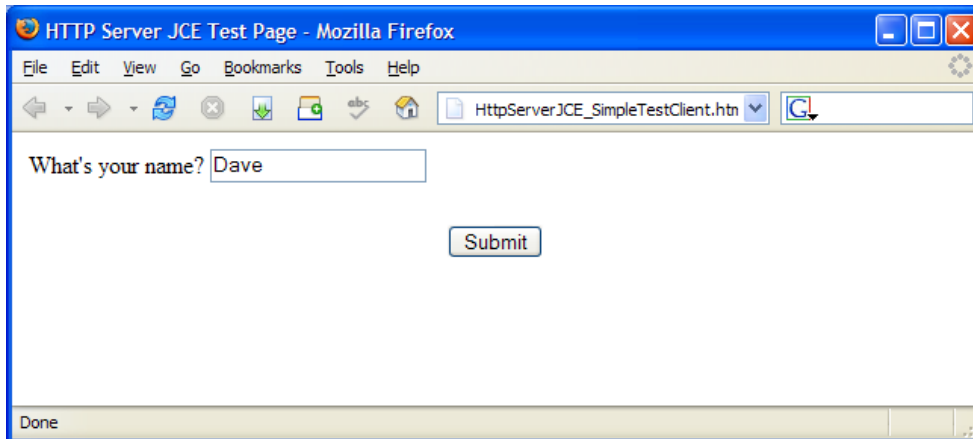 HTTP Server JCE Test Page - Mozilla Firefox
File Edit View Go Bookmarks Tools Help
abc HttpServerJCE_SimpleTestClient.htm G
What's your name? Dave
Submit
Done